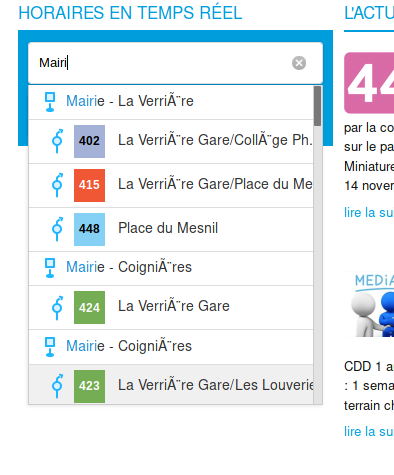 HORAIRES EN TEMPS RÉEL
Mairi
Mairie - La VerriÃ¨re
402 La VerriÃ¨re Gare/CollÃ¨ge Ph.
415 La VerriÃ¨re Gare/Place du Me
448 Place du Mesnil
Mairie - CoigniÃ¨res
424 La VerriÃ¨re Gare
Mairie - CoigniÃ¨res
423 La VerriÃ¨re Gare/Les Louverie
L'ACTU
44
par la co
sur le pa
Miniature
14 nover
lire la su
MEDIA
CDD 1 a
: 1 sema
terrain ch
lire la su